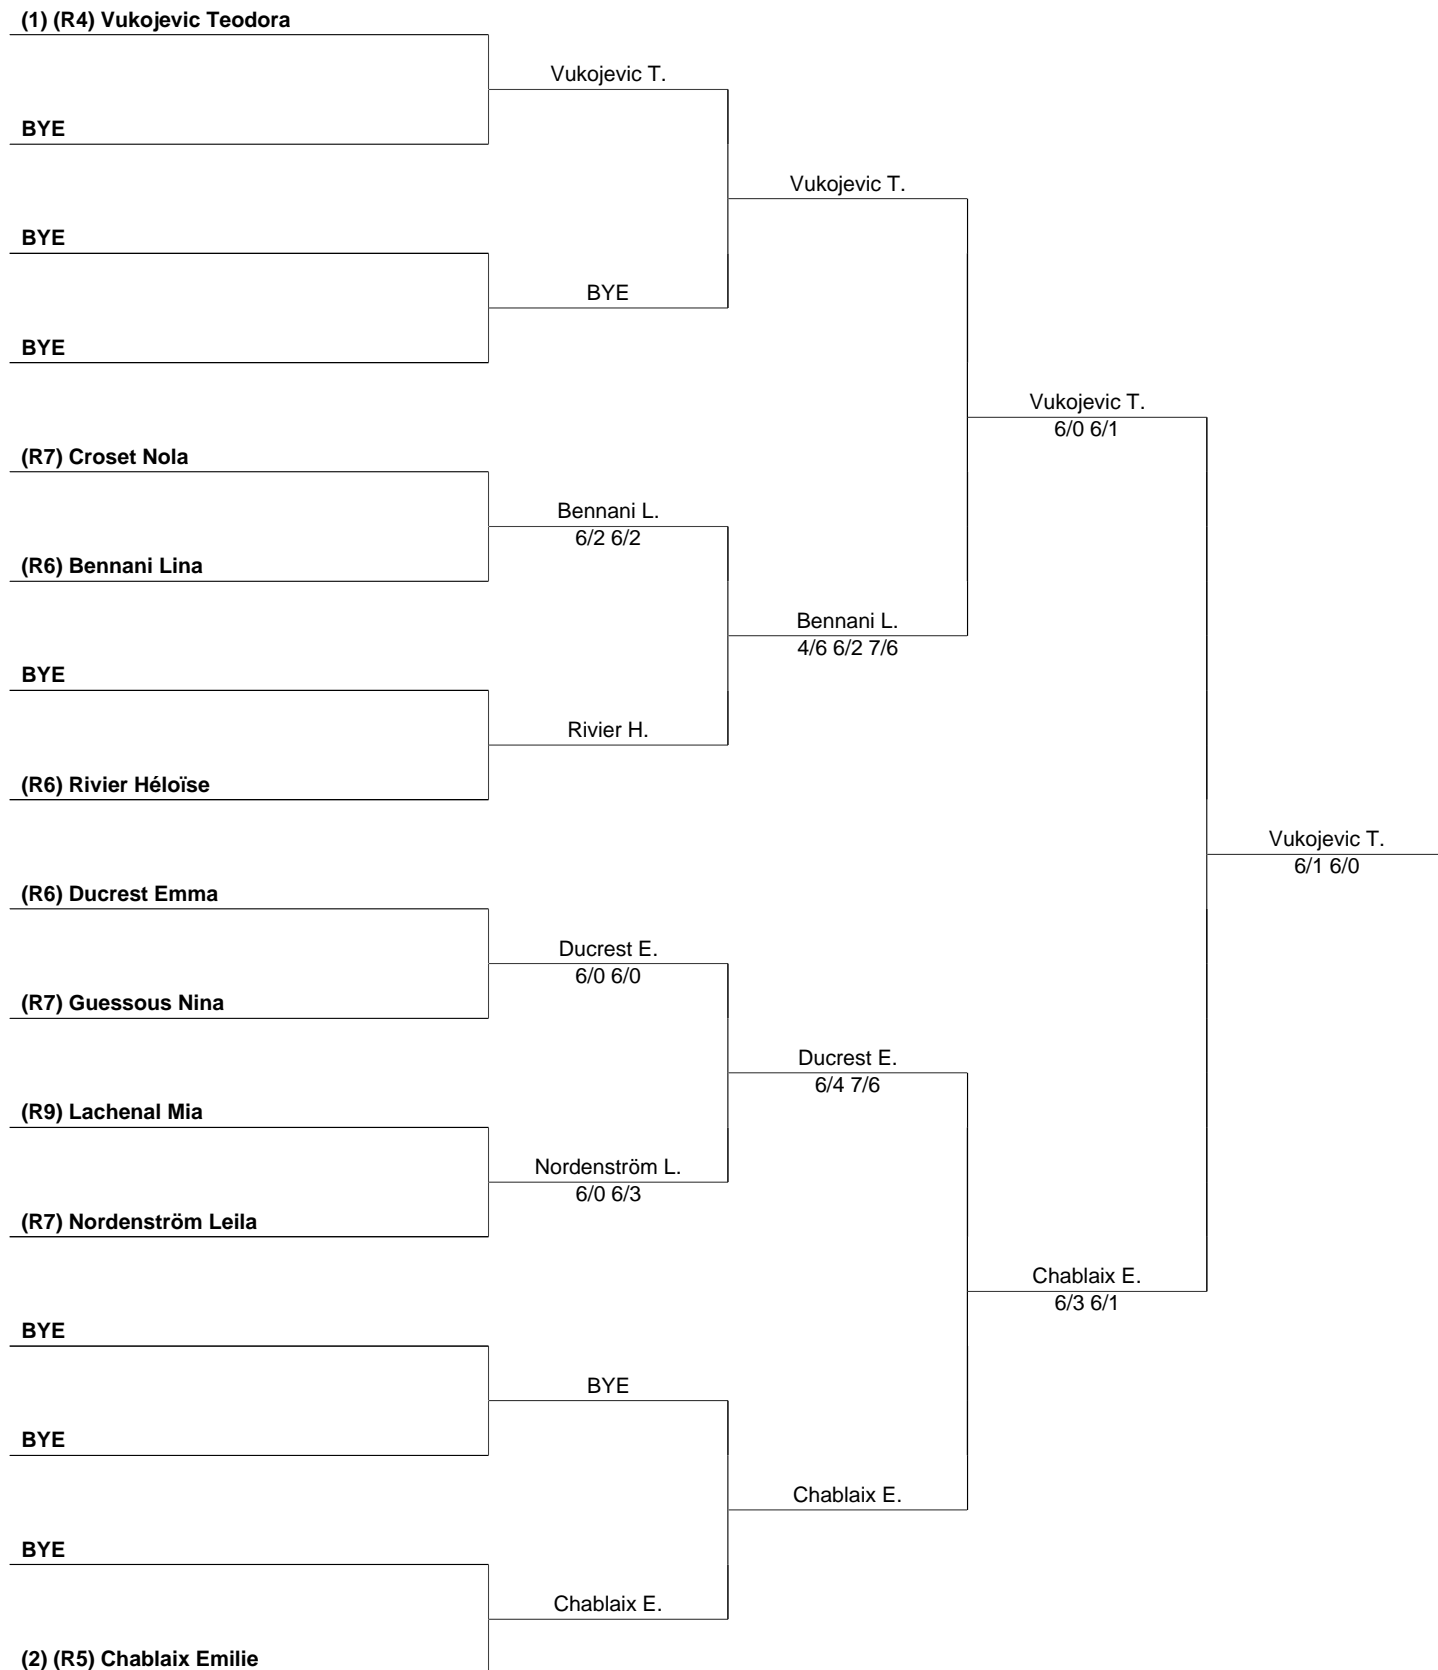 (1) (R4) Vukojevic Teodora
Vukojevic T.
BYE
Vukojevic T.
BYE
BYE
BYE
Vukojevic T.
6/0 6/1
(R7) Croset Nola
Bennani L.
6/2 6/2
(R6) Bennani Lina
Bennani L.
4/6 6/2 7/6
BYE
Rivier H.
(R6) Rivier Héloïse
Vukojevic T.
6/1 6/0
(R6) Ducrest Emma
Ducrest E.
6/0 6/0
(R7) Guessous Nina
Ducrest E.
6/4 7/6
(R9) Lachenal Mia
Nordenström L.
6/0 6/3
(R7) Nordenström Leila
Chablaix E.
6/3 6/1
BYE
BYE
BYE
Chablaix E.
BYE
Chablaix E.
(2) (R5) Chablaix Emilie